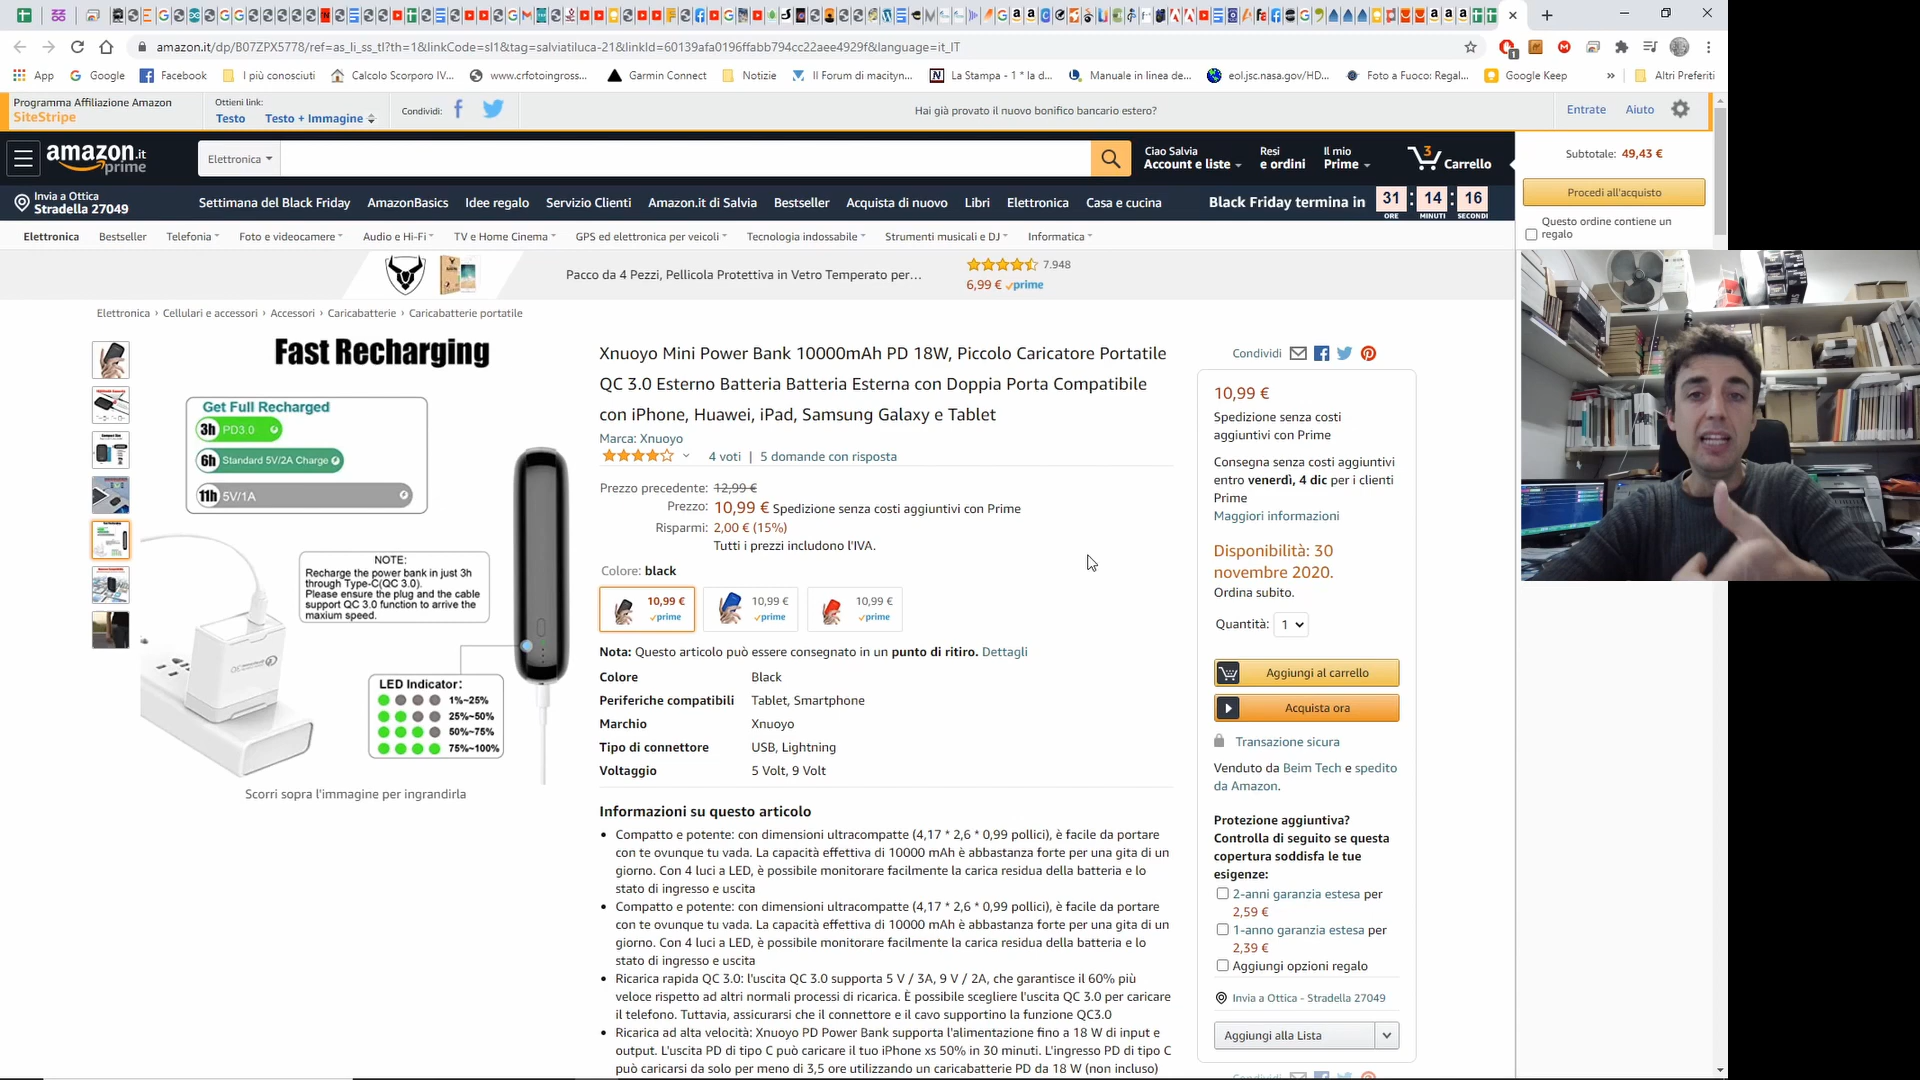 amazon.it/dp/B07ZPX5778/ref=as_li_ss_tl?th=1&linkCode=sl1&tag=salviatiluca-21&linkId=60139afa0196ffabb794cc22aee4929f&language=it_IT
App
Google
Facebook
I più conosciuti
Calcolo Scorporo IV...
www.crfotoingross...
Garmin Connect
Notizie
Il Forum di macityn...
La Stampa - 1 * la d...
Manuale in linea de...
eol.jsc.nasa.gov/HD...
Foto a Fuoco: Regal...
Google Keep
»
Altri Preferiti
Programma Affiliazione Amazon
SiteStripe
Ottieni link:
Testo
Testo + Immagine
Condividi:
Hai già provato il nuovo bonifico bancario estero?
Entrate
Aiuto
amazon.it
prime
Elettronica
Ciao Salvia
Account e liste
Resi
e ordini
Il mio
Prime
3
Carrello
Subtotale: 49,43 €
Procedi all'acquisto
Questo ordine contiene un
regalo
Invia a Ottica
Stradella 27049
Settimana del Black Friday
AmazonBasics
Idee regalo
Servizio Clienti
Amazon.it di Salvia
Bestseller
Acquista di nuovo
Libri
Elettronica
Casa e cucina
Black Friday termina in
31 : 14 : 16
ORE MINUTI SECONDI
Elettronica
Bestseller
Telefonia
Foto e videocamere
Audio e Hi-Fi
TV e Home Cinema
GPS ed elettronica per veicoli
Tecnologia indossabile
Strumenti musicali e DJ
Informatica
Pacco da 4 Pezzi, Pellicola Protettiva in Vetro Temperato per…
7.948
6,99 € prime
Elettronica › Cellulari e accessori › Accessori › Caricabatterie › Caricabatterie portatile
Fast Recharging
Get Full Recharged
3h PD3.0
6h Standard 5V/2A Charge
11h 5V/1A
NOTE:
Recharge the power bank in just 3h
through Type-C(QC 3.0).
Please ensure the plug and the cable
support QC 3.0 function to arrive the
maxium speed.
LED Indicator:
1%~25%
25%~50%
50%~75%
75%~100%
Scorri sopra l'immagine per ingrandirla
Xnuoyo Mini Power Bank 10000mAh PD 18W, Piccolo Caricatore Portatile
QC 3.0 Esterno Batteria Batteria Esterna con Doppia Porta Compatibile
con iPhone, Huawei, iPad, Samsung Galaxy e Tablet
Marca: Xnuoyo
4 voti | 5 domande con risposta
Prezzo precedente: 12,99 €
Prezzo: 10,99 € Spedizione senza costi aggiuntivi con Prime
Risparmi: 2,00 € (15%)
Tutti i prezzi includono l'IVA.
Colore: black
10,99 €
prime
10,99 €
prime
10,99 €
prime
Nota: Questo articolo può essere consegnato in un punto di ritiro. Dettagli
Colore Black
Periferiche compatibili Tablet, Smartphone
Marchio Xnuoyo
Tipo di connettore USB, Lightning
Voltaggio 5 Volt, 9 Volt
Informazioni su questo articolo
• Compatto e potente: con dimensioni ultracompatte (4,17 * 2,6 * 0,99 pollici), è facile da portare
con te ovunque tu vada. La capacità effettiva di 10000 mAh è abbastanza forte per una gita di un
giorno. Con 4 luci a LED, è possibile monitorare facilmente la carica residua della batteria e lo
stato di ingresso e uscita
• Compatto e potente: con dimensioni ultracompatte (4,17 * 2,6 * 0,99 pollici), è facile da portare
con te ovunque tu vada. La capacità effettiva di 10000 mAh è abbastanza forte per una gita di un
giorno. Con 4 luci a LED, è possibile monitorare facilmente la carica residua della batteria e lo
stato di ingresso e uscita
• Ricarica rapida QC 3.0: l'uscita QC 3.0 supporta 5 V / 3A, 9 V / 2A, che garantisce il 60% più
veloce rispetto ad altri normali processi di ricarica. È possibile scegliere l'uscita QC 3.0 per caricare
il telefono. Tuttavia, assicurarsi che il connettore e il cavo supportino la funzione QC3.0
• Ricarica ad alta velocità: Xnuoyo PD Power Bank supporta l'alimentazione fino a 18 W di input e
output. L'uscita PD di tipo C può caricare il tuo iPhone xs 50% in 30 minuti. L'ingresso PD di tipo C
può caricarsi da solo per meno di 3,5 ore utilizzando un caricabatterie PD da 18 W (non incluso)
Condividi
10,99 €
Spedizione senza costi
aggiuntivi con Prime
Consegna senza costi aggiuntivi
entro venerdì, 4 dic per i clienti
Prime
Maggiori informazioni
Disponibilità: 30
novembre 2020.
Ordina subito.
Quantità: 1
Aggiungi al carrello
Acquista ora
Transazione sicura
Venduto da Beim Tech e spedito
da Amazon.
Protezione aggiuntiva?
Controlla di seguito se questa
copertura soddisfa le tue
esigenze:
2-anni garanzia estesa per
2,59 €
1-anno garanzia estesa per
2,39 €
Aggiungi opzioni regalo
Invia a Ottica - Stradella 27049
Aggiungi alla Lista